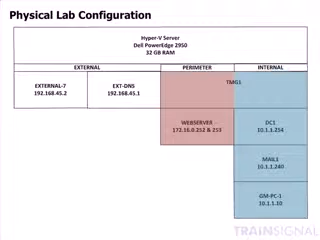 Physical Lab Configuration
Hyper-V Server
Dell PowerEdge 2950
32 GB RAM
EXTERNAL
PERIMETER
INTERNAL
EXTERNAL-7
192.168.45.2
EXT-DNS
192.168.45.1
TMG1
WEBSERVER
172.16.0.252 & 253
DC1
10.1.1.254
MAIL1
10.1.1.240
GM-PC-1
10.1.1.10
TRAINSIGNAL